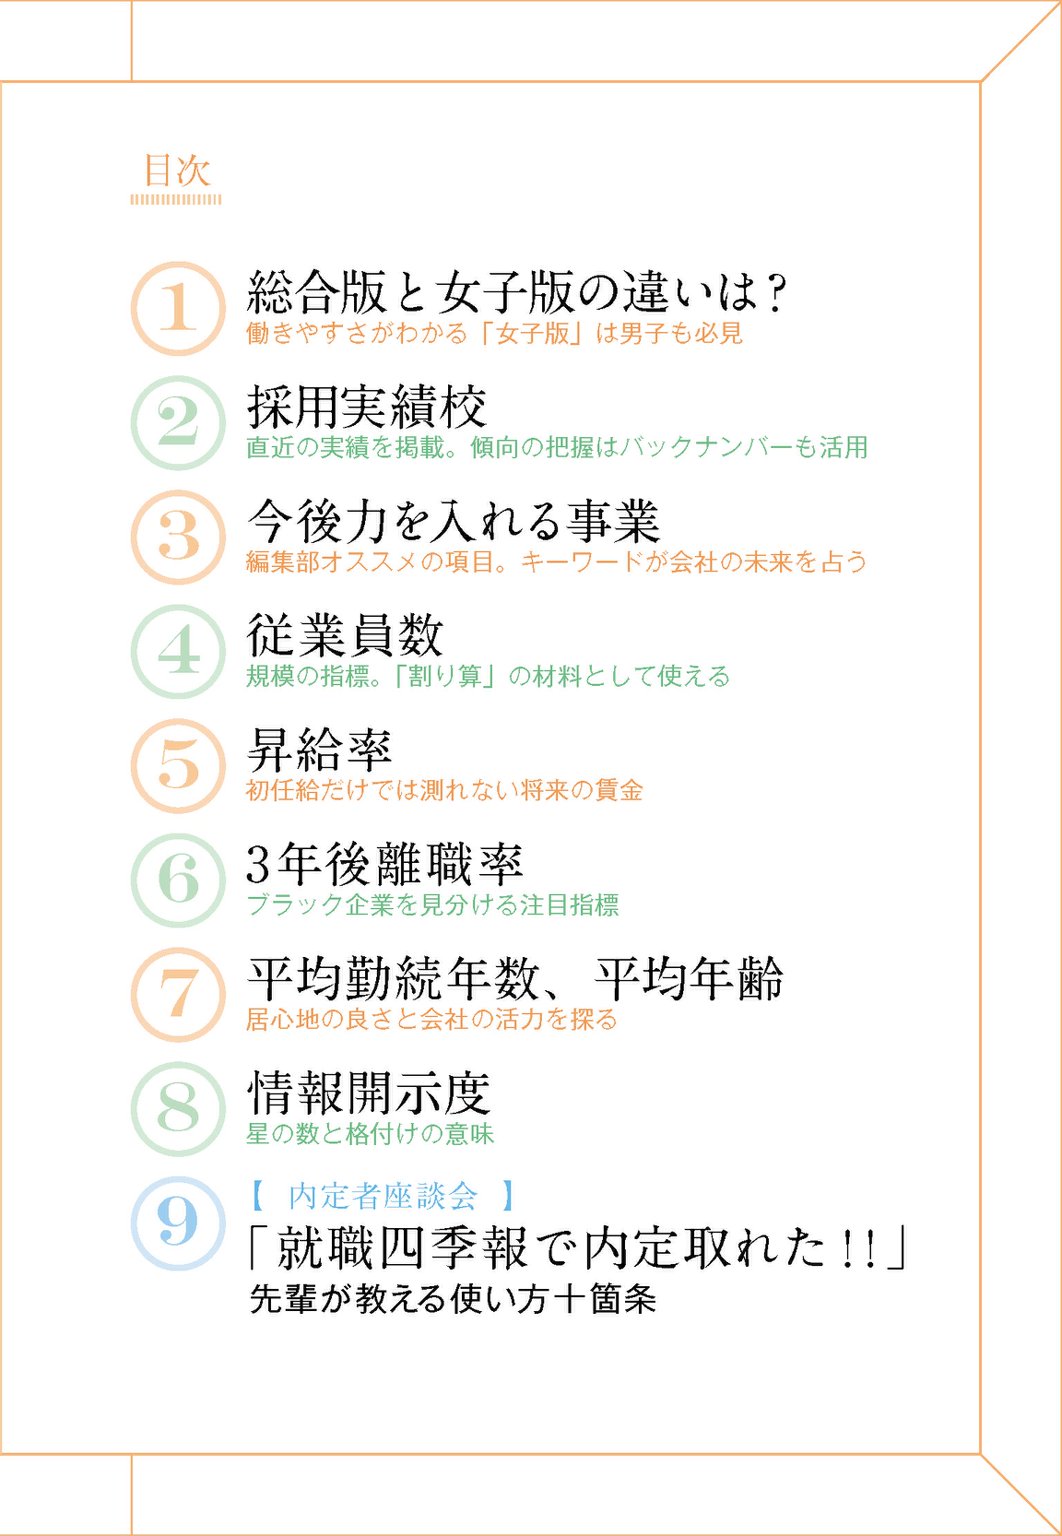 目次
1
総合版と女子版の違いは?
働きやすさがわかる「女子版」は男子も必見
2
採用実績校
直近の実績を掲載。傾向の把握はバックナンバーも活用
3
今後力を入れる事業
編集部オススメの項目。キーワードが会社の未来を占う
4
従業員数
規模の指標。「割り算」の材料として使える
5
昇給率
初任給だけでは測れない将来の賃金
6
3年後離職率
ブラック企業を見分ける注目指標
7
平均勤続年数、平均年齢
居心地の良さと会社の活力を探る
8
情報開示度
星の数と格付けの意味
9
【 内定者座談会 】
「就職四季報で内定取れた!!」
先輩が教える使い方十箇条